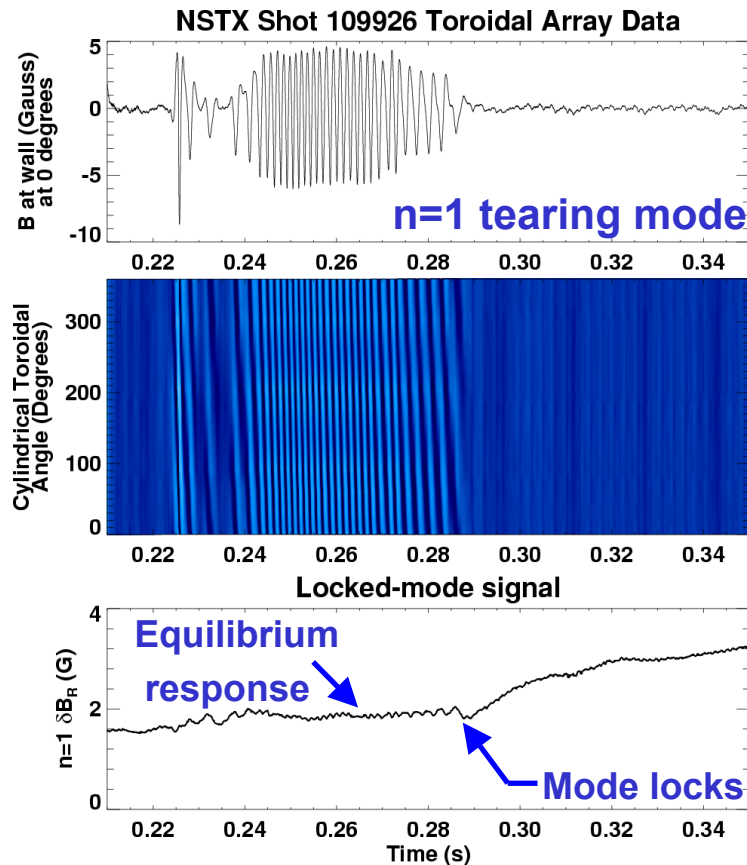 NSTX Shot 109926 Toroidal Array Data
B at wall (Gauss)
at 0 degrees
5
0
-5
-10
n=1 tearing mode
0.22 0.24 0.26 0.28 0.30 0.32 0.34
Cylindrical Toroidal
Angle (Degrees)
300
200
100
0
0.22 0.24 0.26 0.28 0.30 0.32 0.34
Locked-mode signal
n=1 δB_R (G)
4
2
0
Equilibrium
response
Mode locks
0.22 0.24 0.26 0.28 0.30 0.32 0.34
Time (s)